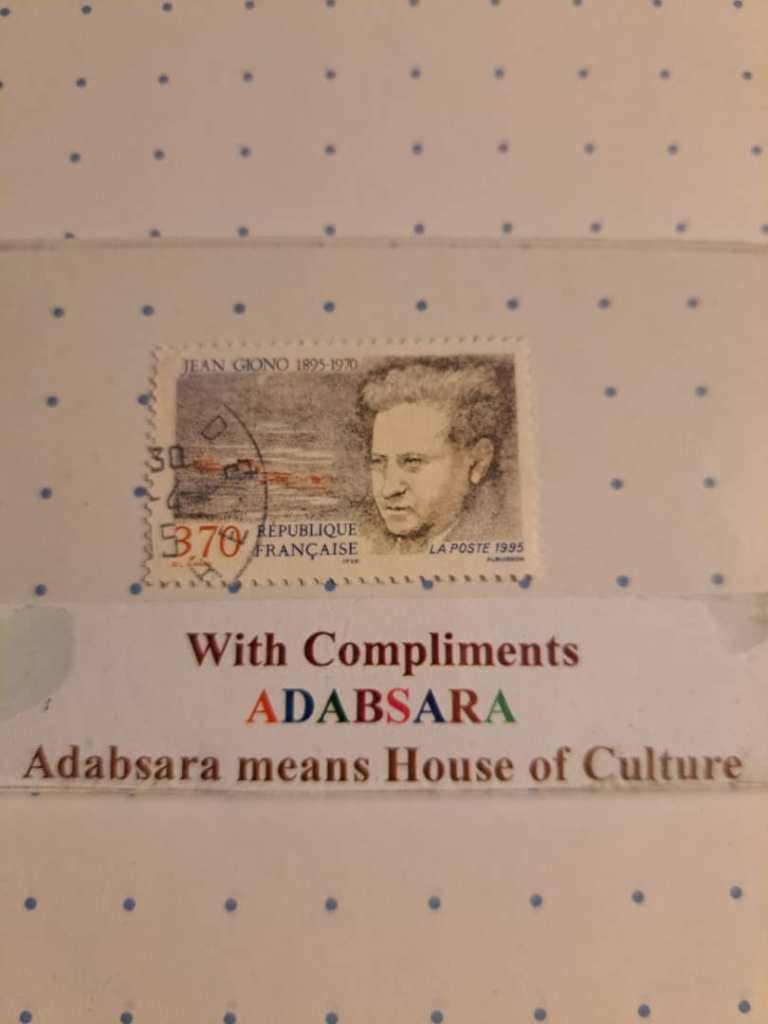 JEAN GIONO 1895-1970
30
3,70
RÉPUBLIQUE
FRANÇAISE
LA POSTE 1995
With Compliments
ADABSARA
Adabsara means House of Culture